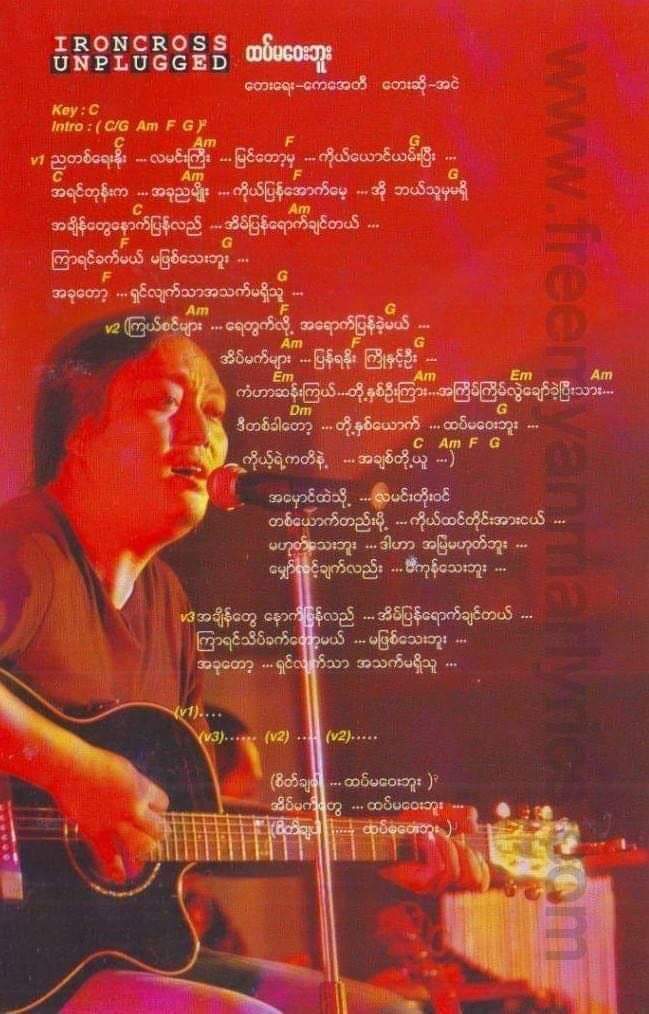 IRONCROSS
UNPLUGGED
ထပ်မဝေးဘူး
တေးရေး-ကေအေတီ တေးဆို-အငဲ
Key : C
Intro : ( C/G Am F G )²
C Am F G
v1 ညတစ်ရေးနိုး ... လမင်းကြီး ... မြင်တော့မှ ... ကိုယ်ယောင်ယမ်းပြီး ...
C Am F G
အရင်တုန်းက ... အခုညမျိုး ... ကိုယ်ပြန်အောက်မေ့ ... အို ဘယ်သူမှမရှိ
C Am
အချိန်တွေနောက်ပြန်လည် ... အိမ်ပြန်ရောက်ချင်တယ် ...
F G
ကြာရင်ခက်မယ် မဖြစ်သေးဘူး ...
F G
အခုတော့ ... ရှင်လျက်သာအသက်မရှိသူ ...
Am F G
v2 (ကြယ်စင်များ ... ရေတွက်လို့ အရောက်ပြန်ခဲ့မယ် ...
Am F G
အိပ်မက်များ ... ပြန်ရနိုး ကြိုနှင့်ဦး ...
Em Am Em Am
ကံဟာဆန်းကြယ်...တို့နှစ်ဦးကြား...အကြိမ်ကြိမ်လွဲချော်ခဲ့ပြီးသား...
Dm G
ဒီတစ်ခါတော့ ... တို့နှစ်ယောက် ... ထပ်မဝေးဘူး ...
C Am F G
ကိုယ့်ရဲ့ကတိနဲ့ ... အချစ်တို့ယူ ...)
အမှောင်ထဲသို့ ... လမင်းတိုးဝင်
တစ်ယောက်တည်းမို့ ... ကိုယ်ထင်တိုင်းအားငယ် ...
မဟုတ်သေးဘူး ... ဒါဟာ အမြဲမဟုတ်ဘူး ...
မျှော်လင့်ချက်လည်း ... မကုန်သေးဘူး ...
v3 အချိန်တွေ နောက်ပြန်လည် ... အိမ်ပြန်ရောက်ချင်တယ် ...
ကြာရင်သိပ်ခက်တော့မယ် ... မဖြစ်သေးဘူး ...
အခုတော့ ... ရှင်လျက်သာ အသက်မရှိသူ ...
(v1)....
(v3)...... (v2) .... (v2).....
(စိတ်ချပါ ... ထပ်မဝေးဘူး )²
အိပ်မက်တွေ ... ထပ်မဝေးဘူး ...
(စိတ်ချပါ ..... ထပ်မဝေးဘူး )
www.freemyanmarlyrics.com